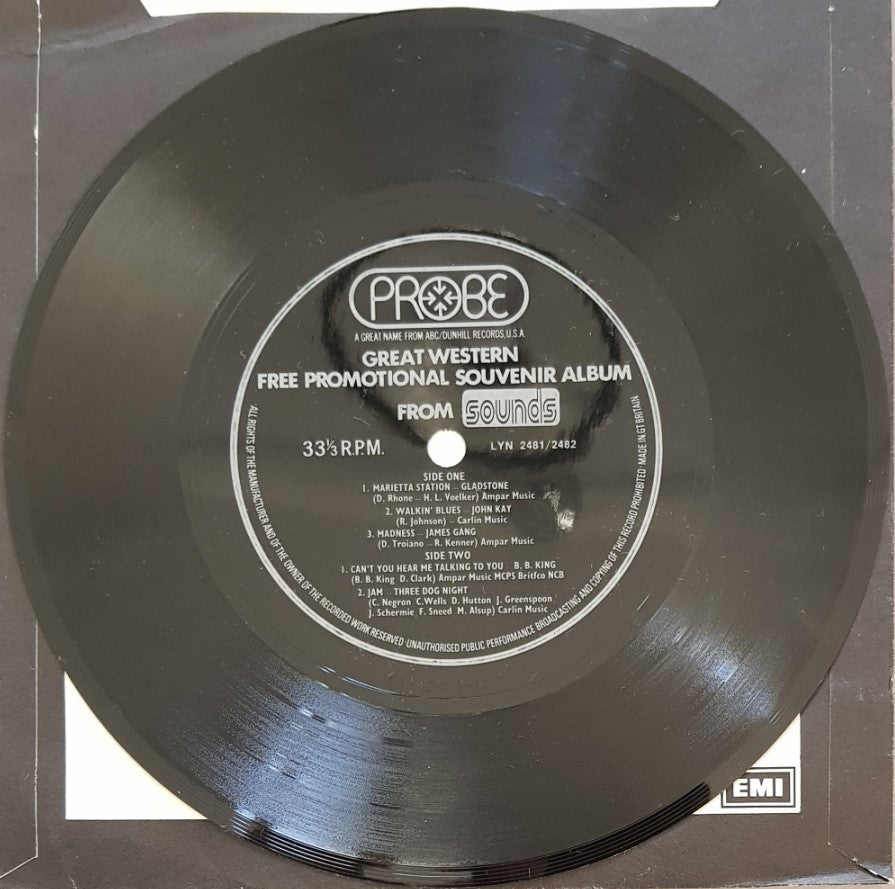 PROBE
A GREAT NAME FROM ABC/DUNHILL RECORDS, U.S.A.
GREAT WESTERN
FREE PROMOTIONAL SOUVENIR ALBUM
FROM sounds
33⅓ R.P.M.
LYN 2481/2482
SIDE ONE
1. MARIETTA STATION – GLADSTONE
(D. Rhone – H. L. Voelker) Ampar Music
2. WALKIN' BLUES – JOHN KAY
(R. Johnson) – Carlin Music
3. MADNESS – JAMES GANG
(D. Troiano – R. Kenner) Ampar Music
SIDE TWO
1. CAN'T YOU HEAR ME TALKING TO YOU – B. B. KING
(B. B. King D. Clark) Ampar Music MCPS Britfco NCB
2. JAM – THREE DOG NIGHT
(C. Negron C. Wells D. Hutton J. Greenspoon
J. Schermie F. Sneed M. Alsup) Carlin Music
ALL RIGHTS OF THE MANUFACTURER AND OF THE OWNER OF THE RECORDED WORK RESERVED · UNAUTHORISED PUBLIC PERFORMANCE BROADCASTING AND COPYING OF THIS RECORD PROHIBITED · MADE IN GT BRITAIN
EMI